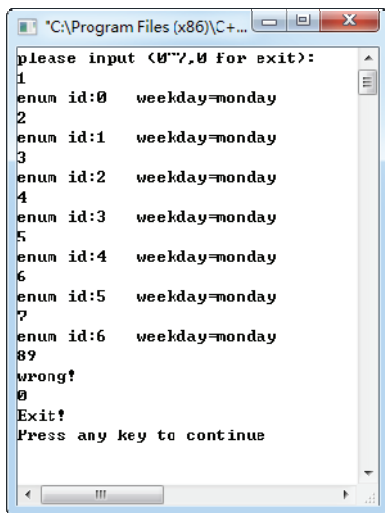 "C:\Program Files (x86)\C+...
please input (0~7,0 for exit):
1
enum id:0 weekday=monday
2
enum id:1 weekday=monday
3
enum id:2 weekday=monday
4
enum id:3 weekday=monday
5
enum id:4 weekday=monday
6
enum id:5 weekday=monday
7
enum id:6 weekday=monday
89
wrong!
0
Exit!
Press any key to continue